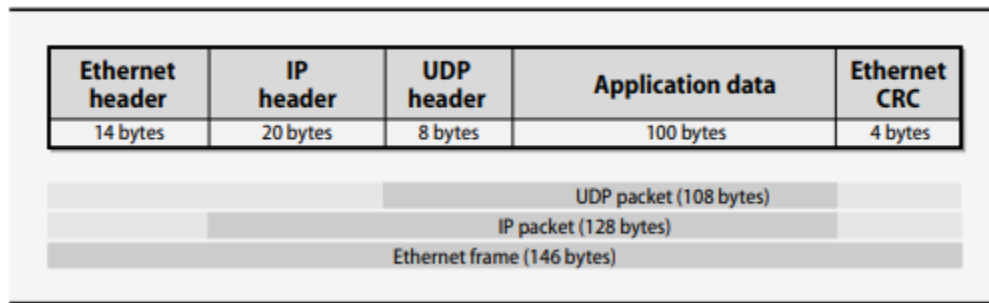 Ethernet header
IP header
UDP header
Application data
Ethernet CRC
14 bytes
20 bytes
8 bytes
100 bytes
4 bytes
UDP packet (108 bytes)
IP packet (128 bytes)
Ethernet frame (146 bytes)